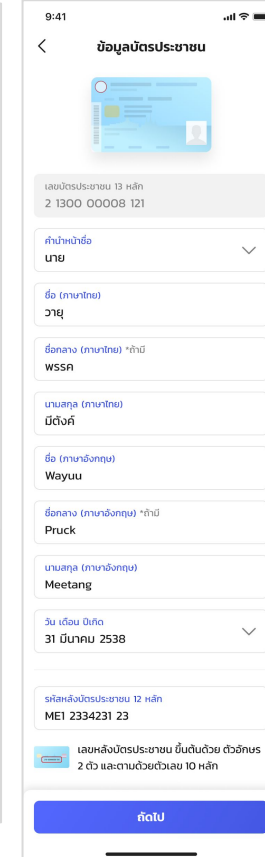 9:41
ข้อมูลบัตรประชาชน
เลขบัตรประชาชน 13 หลัก
2 1300 00008 121
คำนำหน้าชื่อ
นาย
ชื่อ (ภาษาไทย)
วายุ
ชื่อกลาง (ภาษาไทย) *ถ้ามี
พรรค
นามสกุล (ภาษาไทย)
มีตังค์
ชื่อ (ภาษาอังกฤษ)
Wayuu
ชื่อกลาง (ภาษาอังกฤษ) *ถ้ามี
Pruck
นามสกุล (ภาษาอังกฤษ)
Meetang
วัน เดือน ปีเกิด
31 มีนาคม 2538
รหัสหลังบัตรประชาชน 12 หลัก
ME1 2334231 23
เลขหลังบัตรประชาชน ขึ้นต้นด้วย ตัวอักษร
2 ตัว และตามด้วยตัวเลข 10 หลัก
ถัดไป